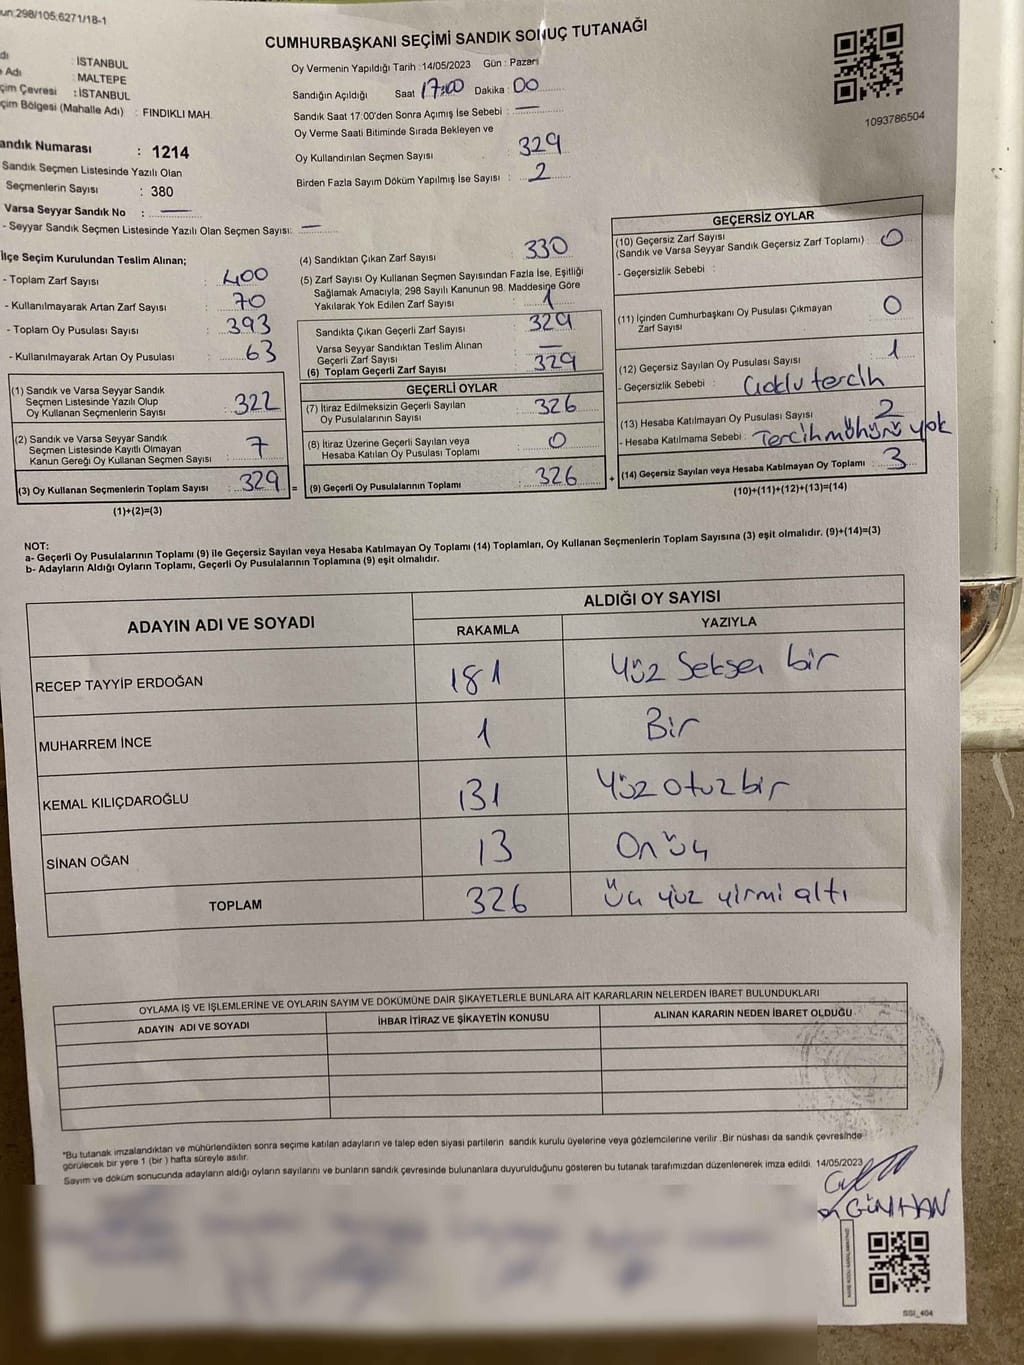 un:298/105;6271/18-1
CUMHURBAŞKANI SEÇİMİ SANDIK SONUÇ TUTANAĞI
dı : İSTANBUL
Adı : MALTEPE
çim Çevresi : İSTANBUL
çim Bölgesi (Mahalle Adı) : FINDIKLI MAH.
andık Numarası : 1214
Sandık Seçmen Listesinde Yazılı Olan
Seçmenlerin Sayısı : 380
Varsa Seyyar Sandık No : —
- Seyyar Sandık Seçmen Listesinde Yazılı Olan Seçmen Sayısı: —
Oy Vermenin Yapıldığı Tarih :14/05/2023 Gün : Pazar
Sandığın Açıldığı Saat 17:00 Dakika : 00
Sandık Saat 17:00'den Sonra Açımış İse Sebebi : —
Oy Verme Saati Bitiminde Sırada Bekleyen ve
Oy Kullandırılan Seçmen Sayısı : 329
Birden Fazla Sayım Döküm Yapılmış İse Sayısı : 2
1093786504
İlçe Seçim Kurulundan Teslim Alınan;
- Toplam Zarf Sayısı : 400
- Kullanılmayarak Artan Zarf Sayısı : 70
- Toplam Oy Pusulası Sayısı : 393
- Kullanılmayarak Artan Oy Pusulası : 63
(1) Sandık ve Varsa Seyyar Sandık
Seçmen Listesinde Yazılı Olup
Oy Kullanan Seçmenlerin Sayısı : 322
(2) Sandık ve Varsa Seyyar Sandık
Seçmen Listesinde Kayıtlı Olmayan
Kanun Gereği Oy Kullanan Seçmen Sayısı : 7
(3) Oy Kullanan Seçmenlerin Toplam Sayısı : 329 =
(1)+(2)=(3)
(4) Sandıktan Çıkan Zarf Sayısı : 330
(5) Zarf Sayısı Oy Kullanan Seçmen Sayısından Fazla İse, Eşitliği
Sağlamak Amacıyla; 298 Sayılı Kanunun 98. Maddesine Göre
Yakılarak Yok Edilen Zarf Sayısı : 1
Sandıkta Çıkan Geçerli Zarf Sayısı : 329
Varsa Seyyar Sandıktan Teslim Alınan
Geçerli Zarf Sayısı : —
(6) Toplam Geçerli Zarf Sayısı : 329
GEÇERLİ OYLAR
(7) İtiraz Edilmeksizin Geçerli Sayılan
Oy Pusulalarının Sayısı : 326
(8) İtiraz Üzerine Geçerli Sayılan veya
Hesaba Katılan Oy Pusulası Toplamı : 0
(9) Geçerli Oy Pusulalarının Toplamı : 326 +
GEÇERSİZ OYLAR
(10) Geçersiz Zarf Sayısı
(Sandık ve Varsa Seyyar Sandık Geçersiz Zarf Toplamı) : 0
- Geçersizlik Sebebi :
(11) İçinden Cumhurbaşkanı Oy Pusulası Çıkmayan
Zarf Sayısı : 0
(12) Geçersiz Sayılan Oy Pusulası Sayısı : 1
- Geçersizlik Sebebi : Çoklu tercih
(13) Hesaba Katılmayan Oy Pusulası Sayısı : 2
- Hesaba Katılmama Sebebi : Tercih mührü yok
(14) Geçersiz Sayılan veya Hesaba Katılmayan Oy Toplamı : 3
(10)+(11)+(12)+(13)=(14)
NOT:
a- Geçerli Oy Pusulalarının Toplamı (9) ile Geçersiz Sayılan veya Hesaba Katılmayan Oy Toplamı (14) Toplamları, Oy Kullanan Seçmenlerin Toplam Sayısına (3) eşit olmalıdır. (9)+(14)=(3)
b- Adayların Aldığı Oyların Toplamı, Geçerli Oy Pusulalarının Toplamına (9) eşit olmalıdır.
ADAYIN ADI VE SOYADI
ALDIĞI OY SAYISI
RAKAMLA YAZIYLA
RECEP TAYYİP ERDOĞAN 181 Yüz Seksen bir
MUHARREM İNCE 1 Bir
KEMAL KILIÇDAROĞLU 131 Yüz otuz bir
SİNAN OĞAN 13 On üç
TOPLAM 326 Üç yüz yirmi altı
OYLAMA İŞ VE İŞLEMLERİNE VE OYLARIN SAYIM VE DÖKÜMÜNE DAİR ŞİKAYETLERLE BUNLARA AİT KARARLARIN NELERDEN İBARET BULUNDUKLARI
ADAYIN ADI VE SOYADI İHBAR İTİRAZ VE ŞİKAYETİN KONUSU ALINAN KARARIN NEDEN İBARET OLDUĞU
"Bu tutanak imzalandıktan ve mühürlendikten sonra seçime katılan adayların ve talep eden siyasi partilerin sandık kurulu üyelerine veya gözlemcilerine verilir .Bir nüshası da sandık çevresinde
görülecek bir yere 1 (bir ) hafta süreyle asılır.
Sayım ve döküm sonucunda adayların aldığı oyların sayılarını ve bunların sandık çevresinde bulunanlara duyurulduğunu gösteren bu tutanak tarafımızdan düzenlenerek imza edildi. 14/05/2023
GÜNHAN
SSI_404